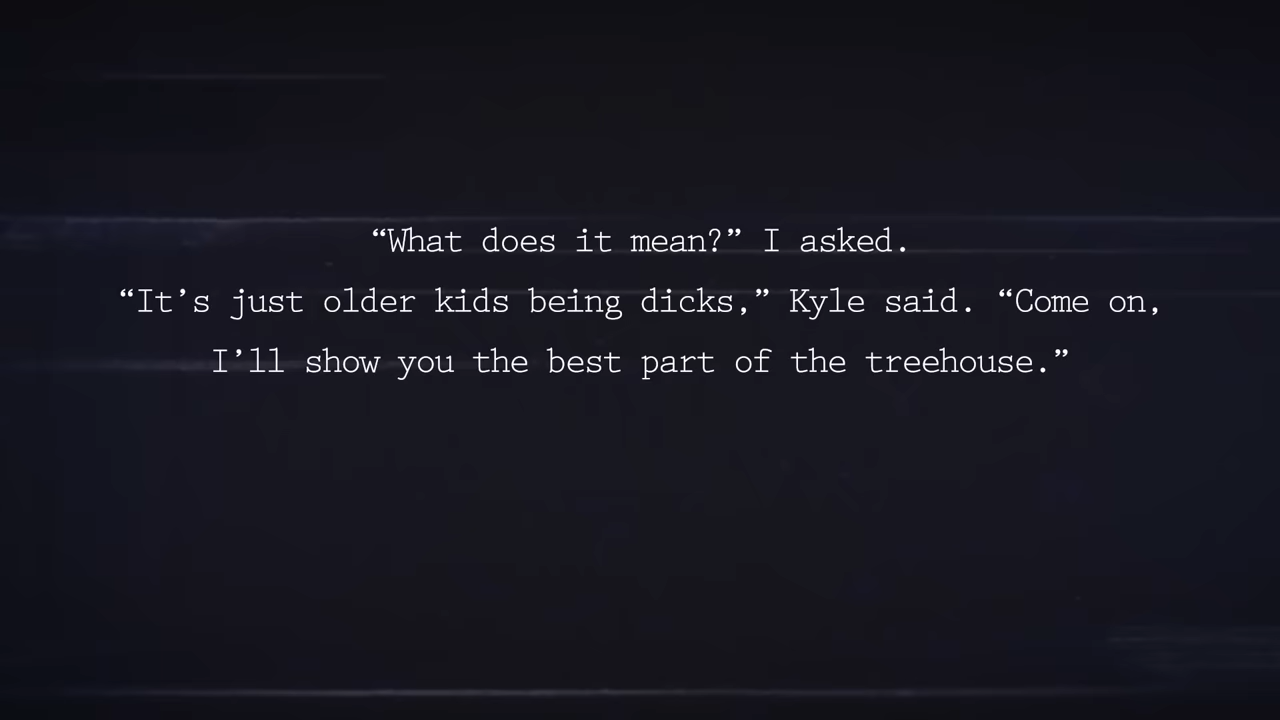 “What does it mean?” I asked.
“It’s just older kids being dicks,” Kyle said. “Come on,
I’ll show you the best part of the treehouse.”